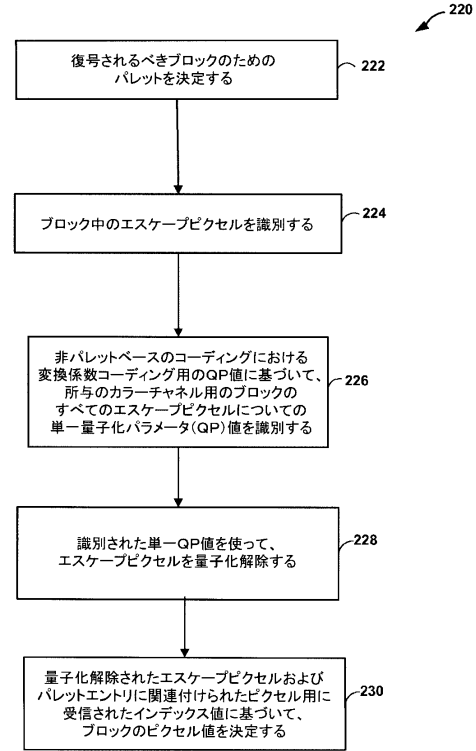 220
復号されるべきブロックのための
パレットを決定する
222
ブロック中のエスケープピクセルを識別する
224
非パレットベースのコーディングにおける
変換係数コーディング用のQP値に基づいて、
所与のカラーチャネル用のブロックの
すべてのエスケープピクセルについての
単一量子化パラメータ(QP)値を識別する
226
識別された単一QP値を使って、
エスケープピクセルを量子化解除する
228
量子化解除されたエスケープピクセルおよび
パレットエントリに関連付けられたピクセル用に
受信されたインデックス値に基づいて、
ブロックのピクセル値を決定する
230